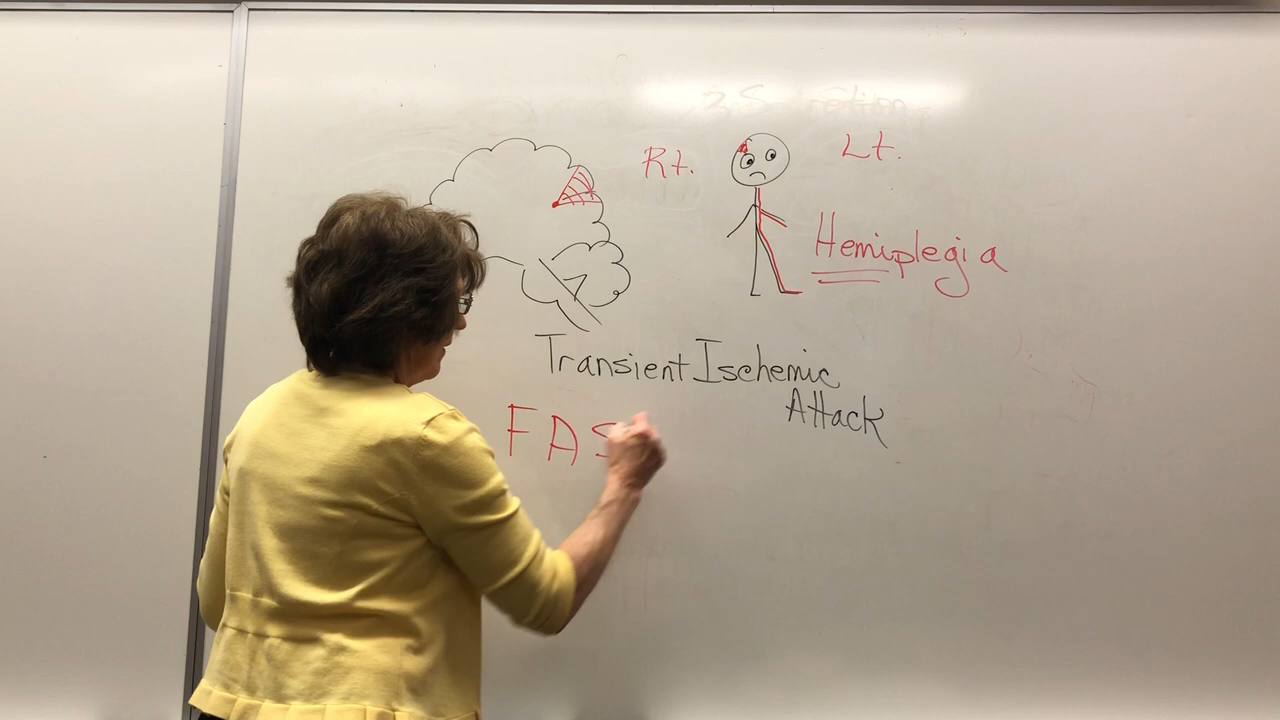 Rt.
Lt.
Hemiplegia
Transient Ischemic
Attack
FAS